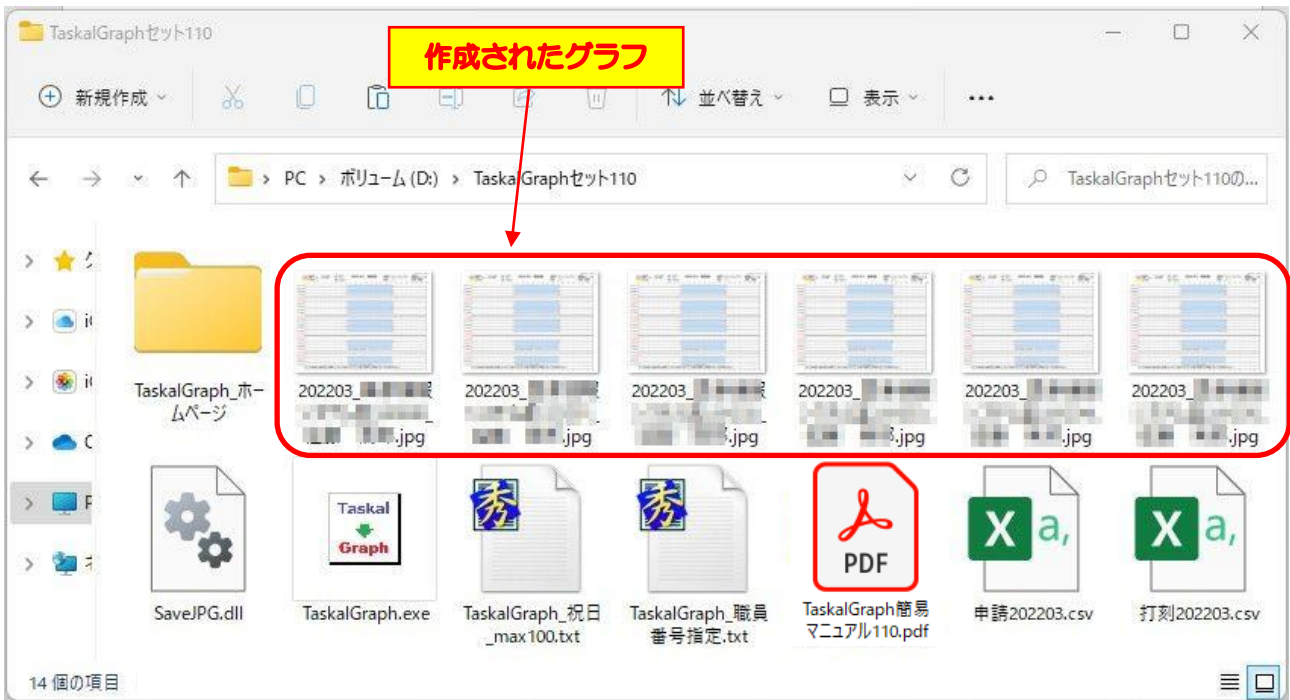 TaskalGraphセット110
作成されたグラフ
新規作成
並べ替え
表示
PC › ボリューム (D:) › TaskalGraphセット110
TaskalGraphセット110の...
TaskalGraph_ホー
ムページ
202203_
.jpg
202203_
.jpg
202203_
.jpg
202203_
.jpg
202203_
.jpg
202203_
.jpg
SaveJPG.dll
Taskal
Graph
TaskalGraph.exe
秀
TaskalGraph_祝日
_max100.txt
秀
TaskalGraph_職員
番号指定.txt
PDF
TaskalGraph簡易
マニュアル110.pdf
X a,
申請202203.csv
X a,
打刻202203.csv
14 個の項目